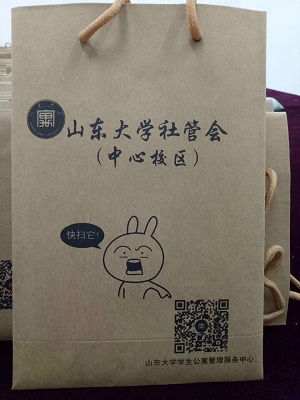 山东大学社管会
（中心校区）
快扫它!
山东大学学生公寓管理服务中心